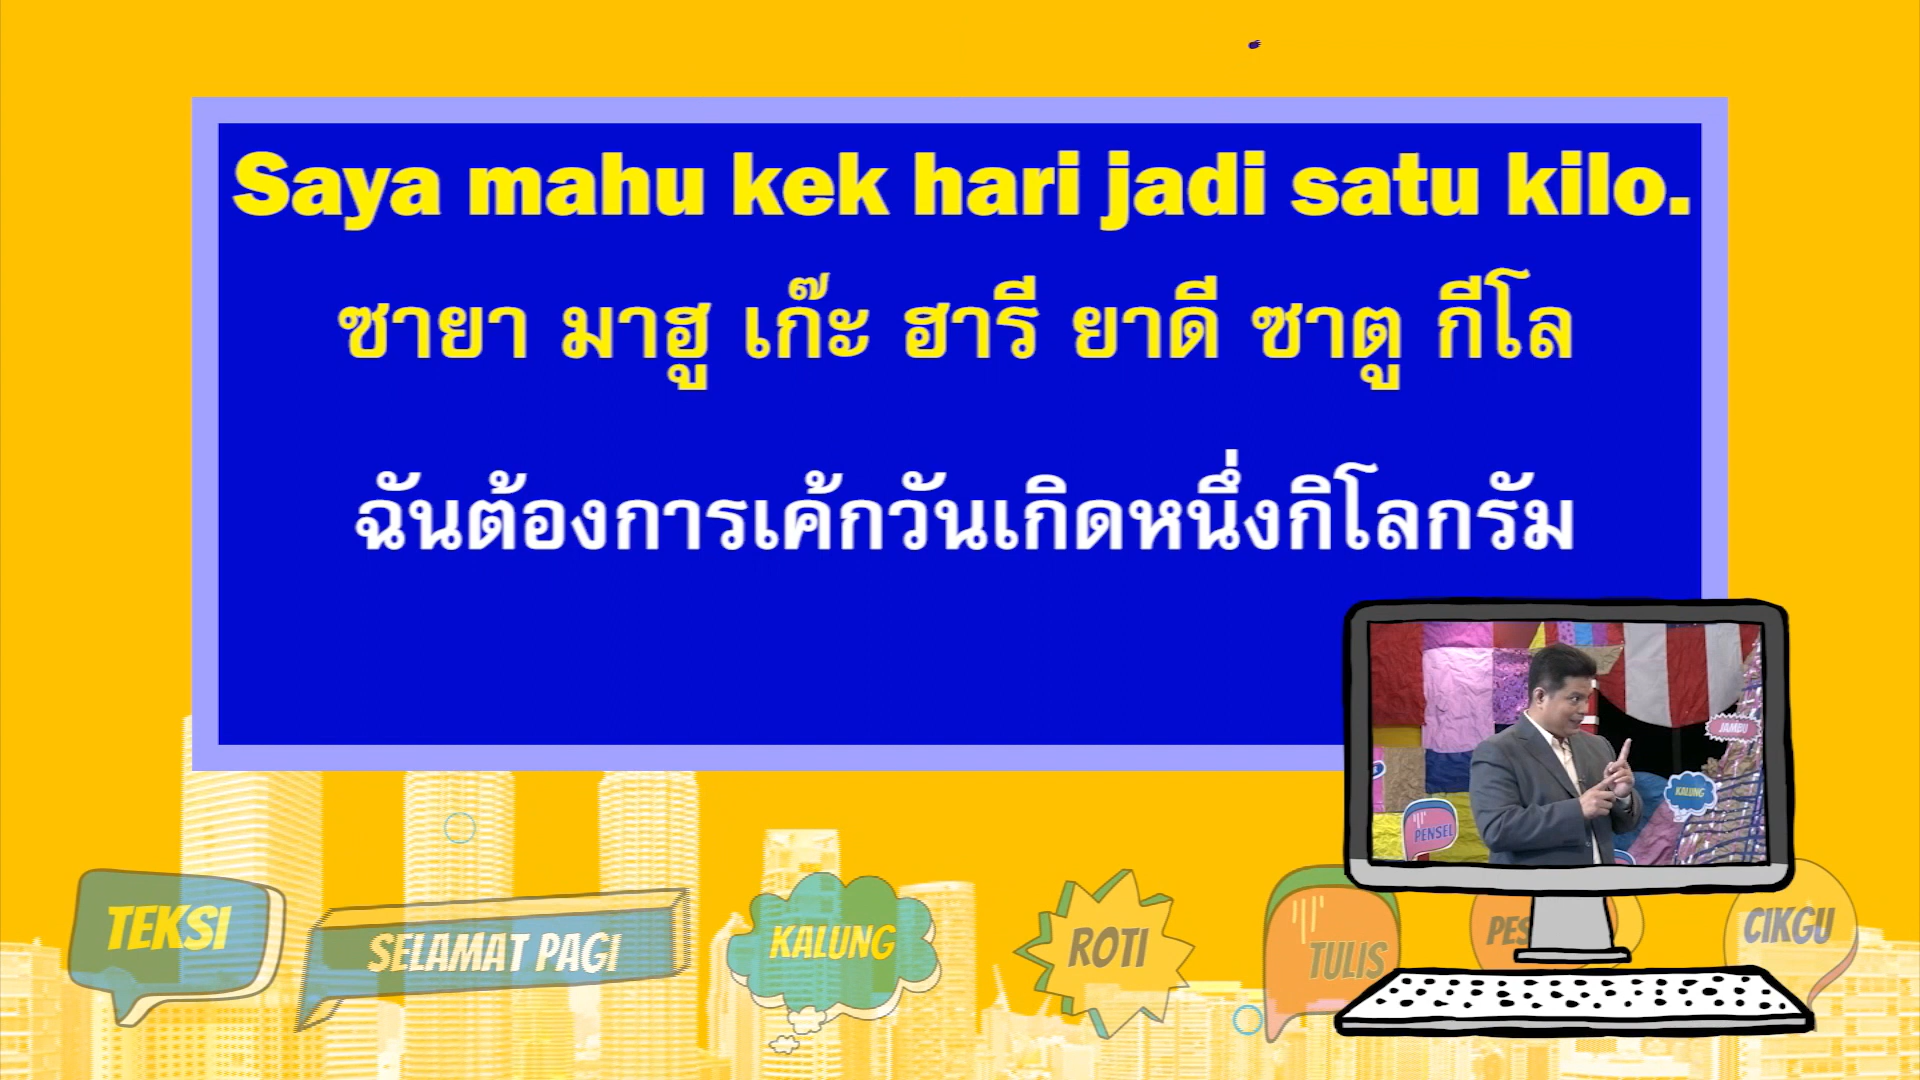 Saya mahu kek hari jadi satu kilo.
ซายา มาฮู เก๊ะ ฮารี ยาดี ซาตู กีโล
ฉันต้องการเค้กวันเกิดหนึ่งกิโลกรัม
JAMBU
KALUNG
PENSEL
TEKSI
SELAMAT PAGI
KALUNG
ROTI
TULIS
CIKGU